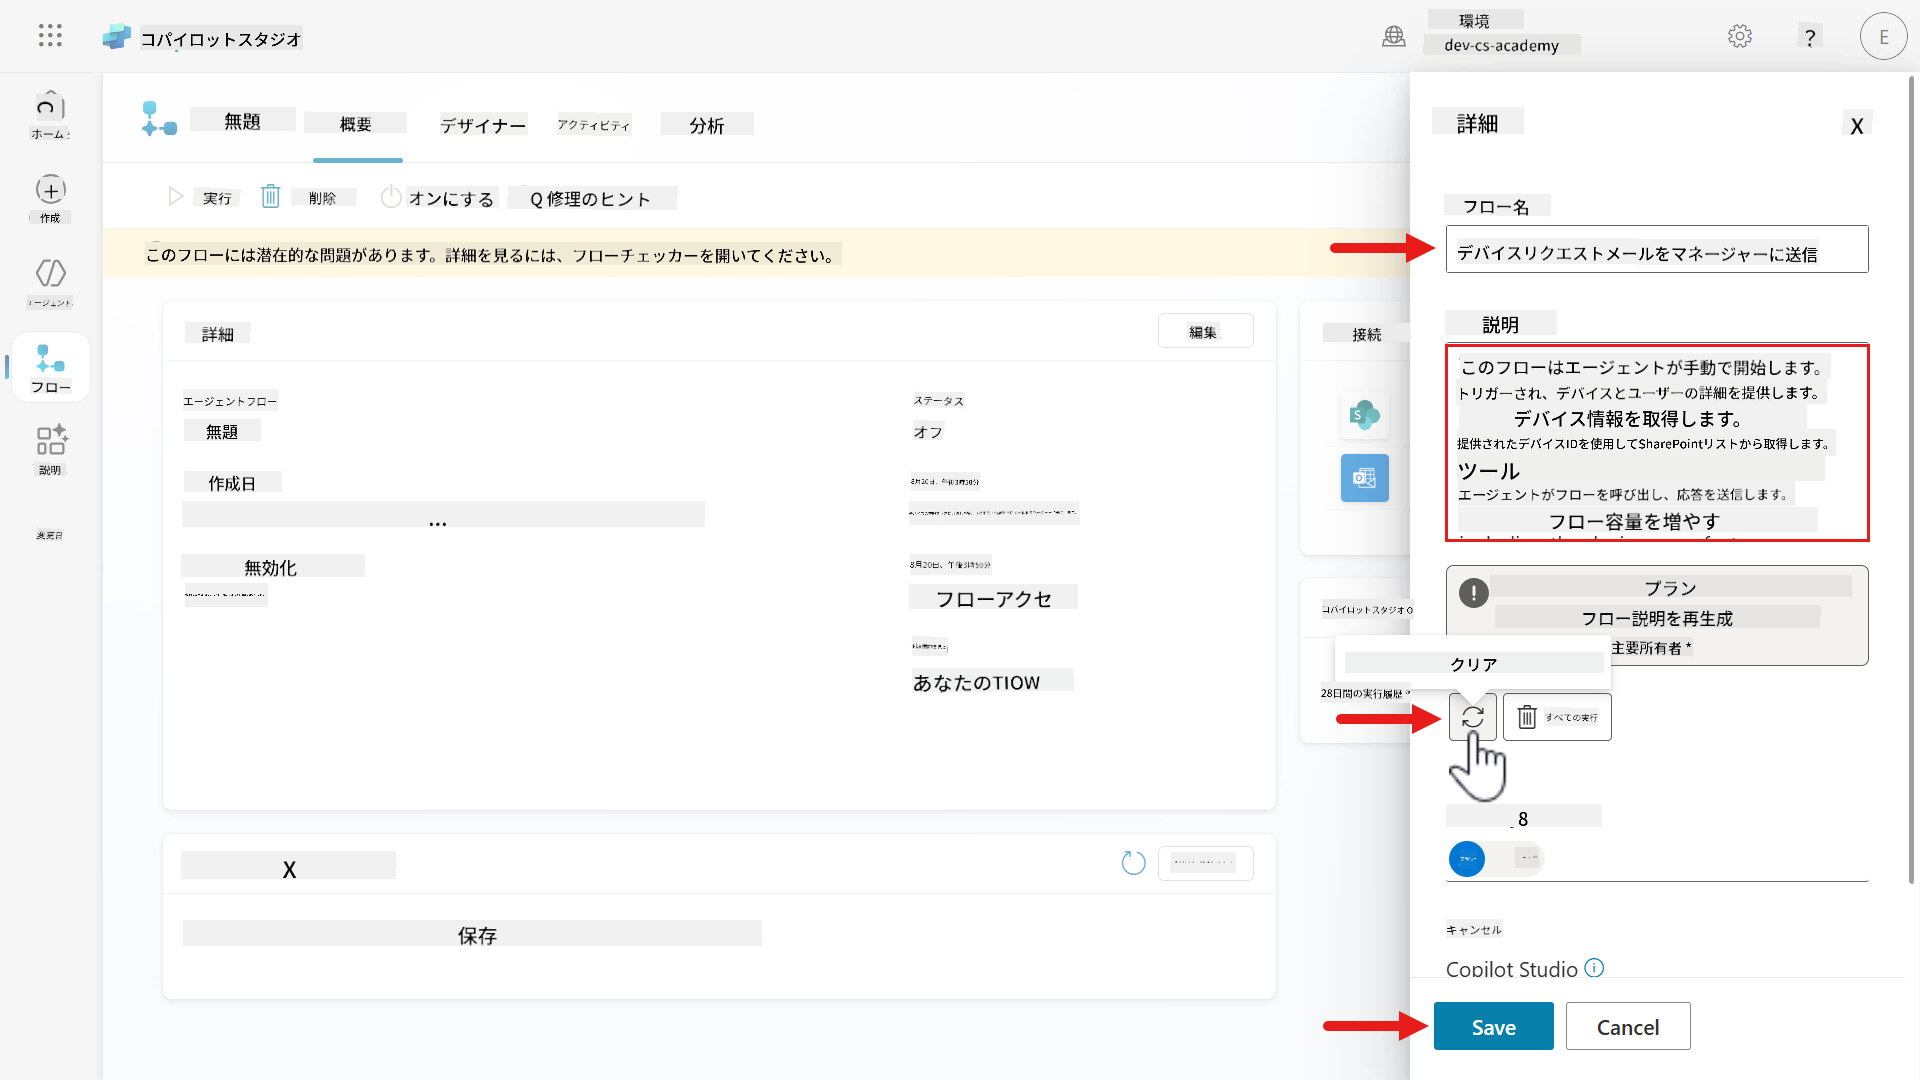 コパイロットスタジオ
環境
dev-cs-academy
?
E
ホーム
作成
エージェント
フロー
説明
変更日
無題
概要
デザイナー
アクティビティ
分析
実行
削除
オンにする
Q 修理のヒント
このフローには潜在的な問題があります。詳細を見るには、フローチェッカーを開いてください。
詳細
編集
エージェントフロー
無題
作成日
...
無効化
ステータス
オフ
8月20日、午後3時50分
8月20日、午後3時50分
フローアクセ
あなたのTIOW
X
保存
接続
コパイロットスタジオ
28日間の実行履歴
詳細
X
フロー名
デバイスリクエストメールをマネージャーに送信
説明
このフローはエージェントが手動で開始します。
トリガーされ、デバイスとユーザーの詳細を提供します。
デバイス情報を取得します。
提供されたデバイスIDを使用してSharePointリストから取得します。
ツール
エージェントがフローを呼び出し、応答を送信します。
フロー容量を増やす
プラン
フロー説明を再生成
主要所有者 *
クリア
すべての実行
8
キャンセル
Copilot Studio
Save
Cancel